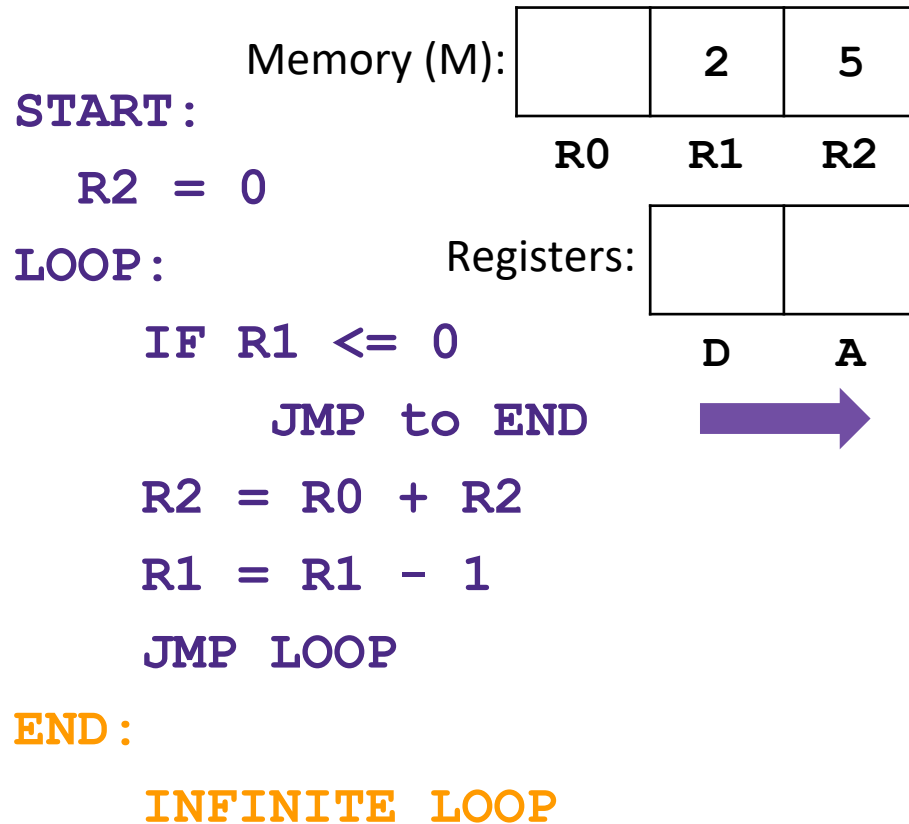 Memory (M):
2 5
R0 R1 R2
START:
R2 = 0
LOOP:
Registers:
D A
IF R1 <= 0
JMP to END
R2 = R0 + R2
R1 = R1 - 1
JMP LOOP
END:
INFINITE LOOP